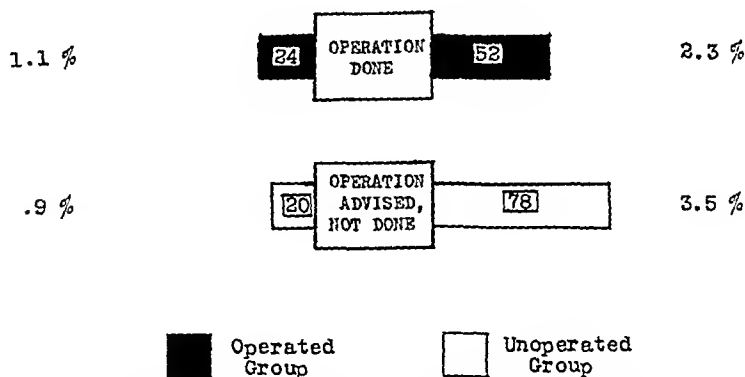 1.1 % 24 OPERATION DONE 52 2.3 %
.9 % 20 OPERATION ADVISED, NOT DONE 78 3.5 %
Operated Group
Unoperated Group